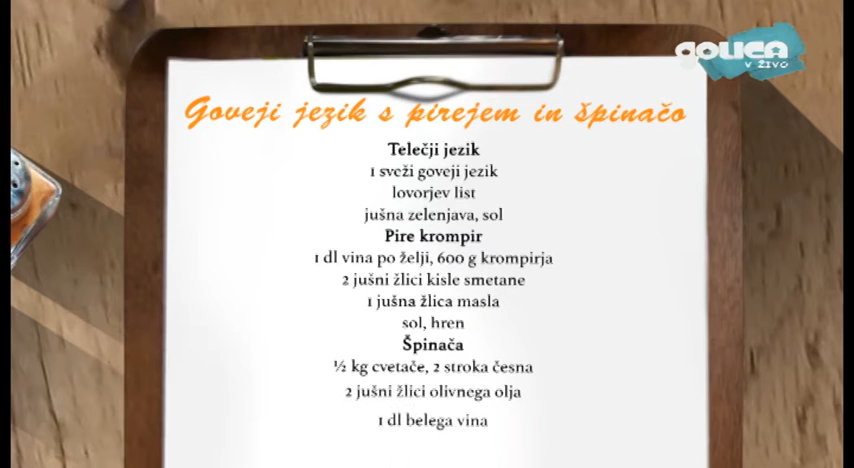 GOLICA
V ŽIVO
Goveji jezik s pirejem in špinačo
Telečji jezik
1 sveži goveji jezik
lovorjev list
jušna zelenjava, sol
Pire krompir
1 dl vina po želji, 600 g krompirja
2 jušni žlici kisle smetane
1 jušna žlica masla
sol, hren
Špinača
½ kg cvetače, 2 stroka česna
2 jušni žlici olivnega olja
1 dl belega vina